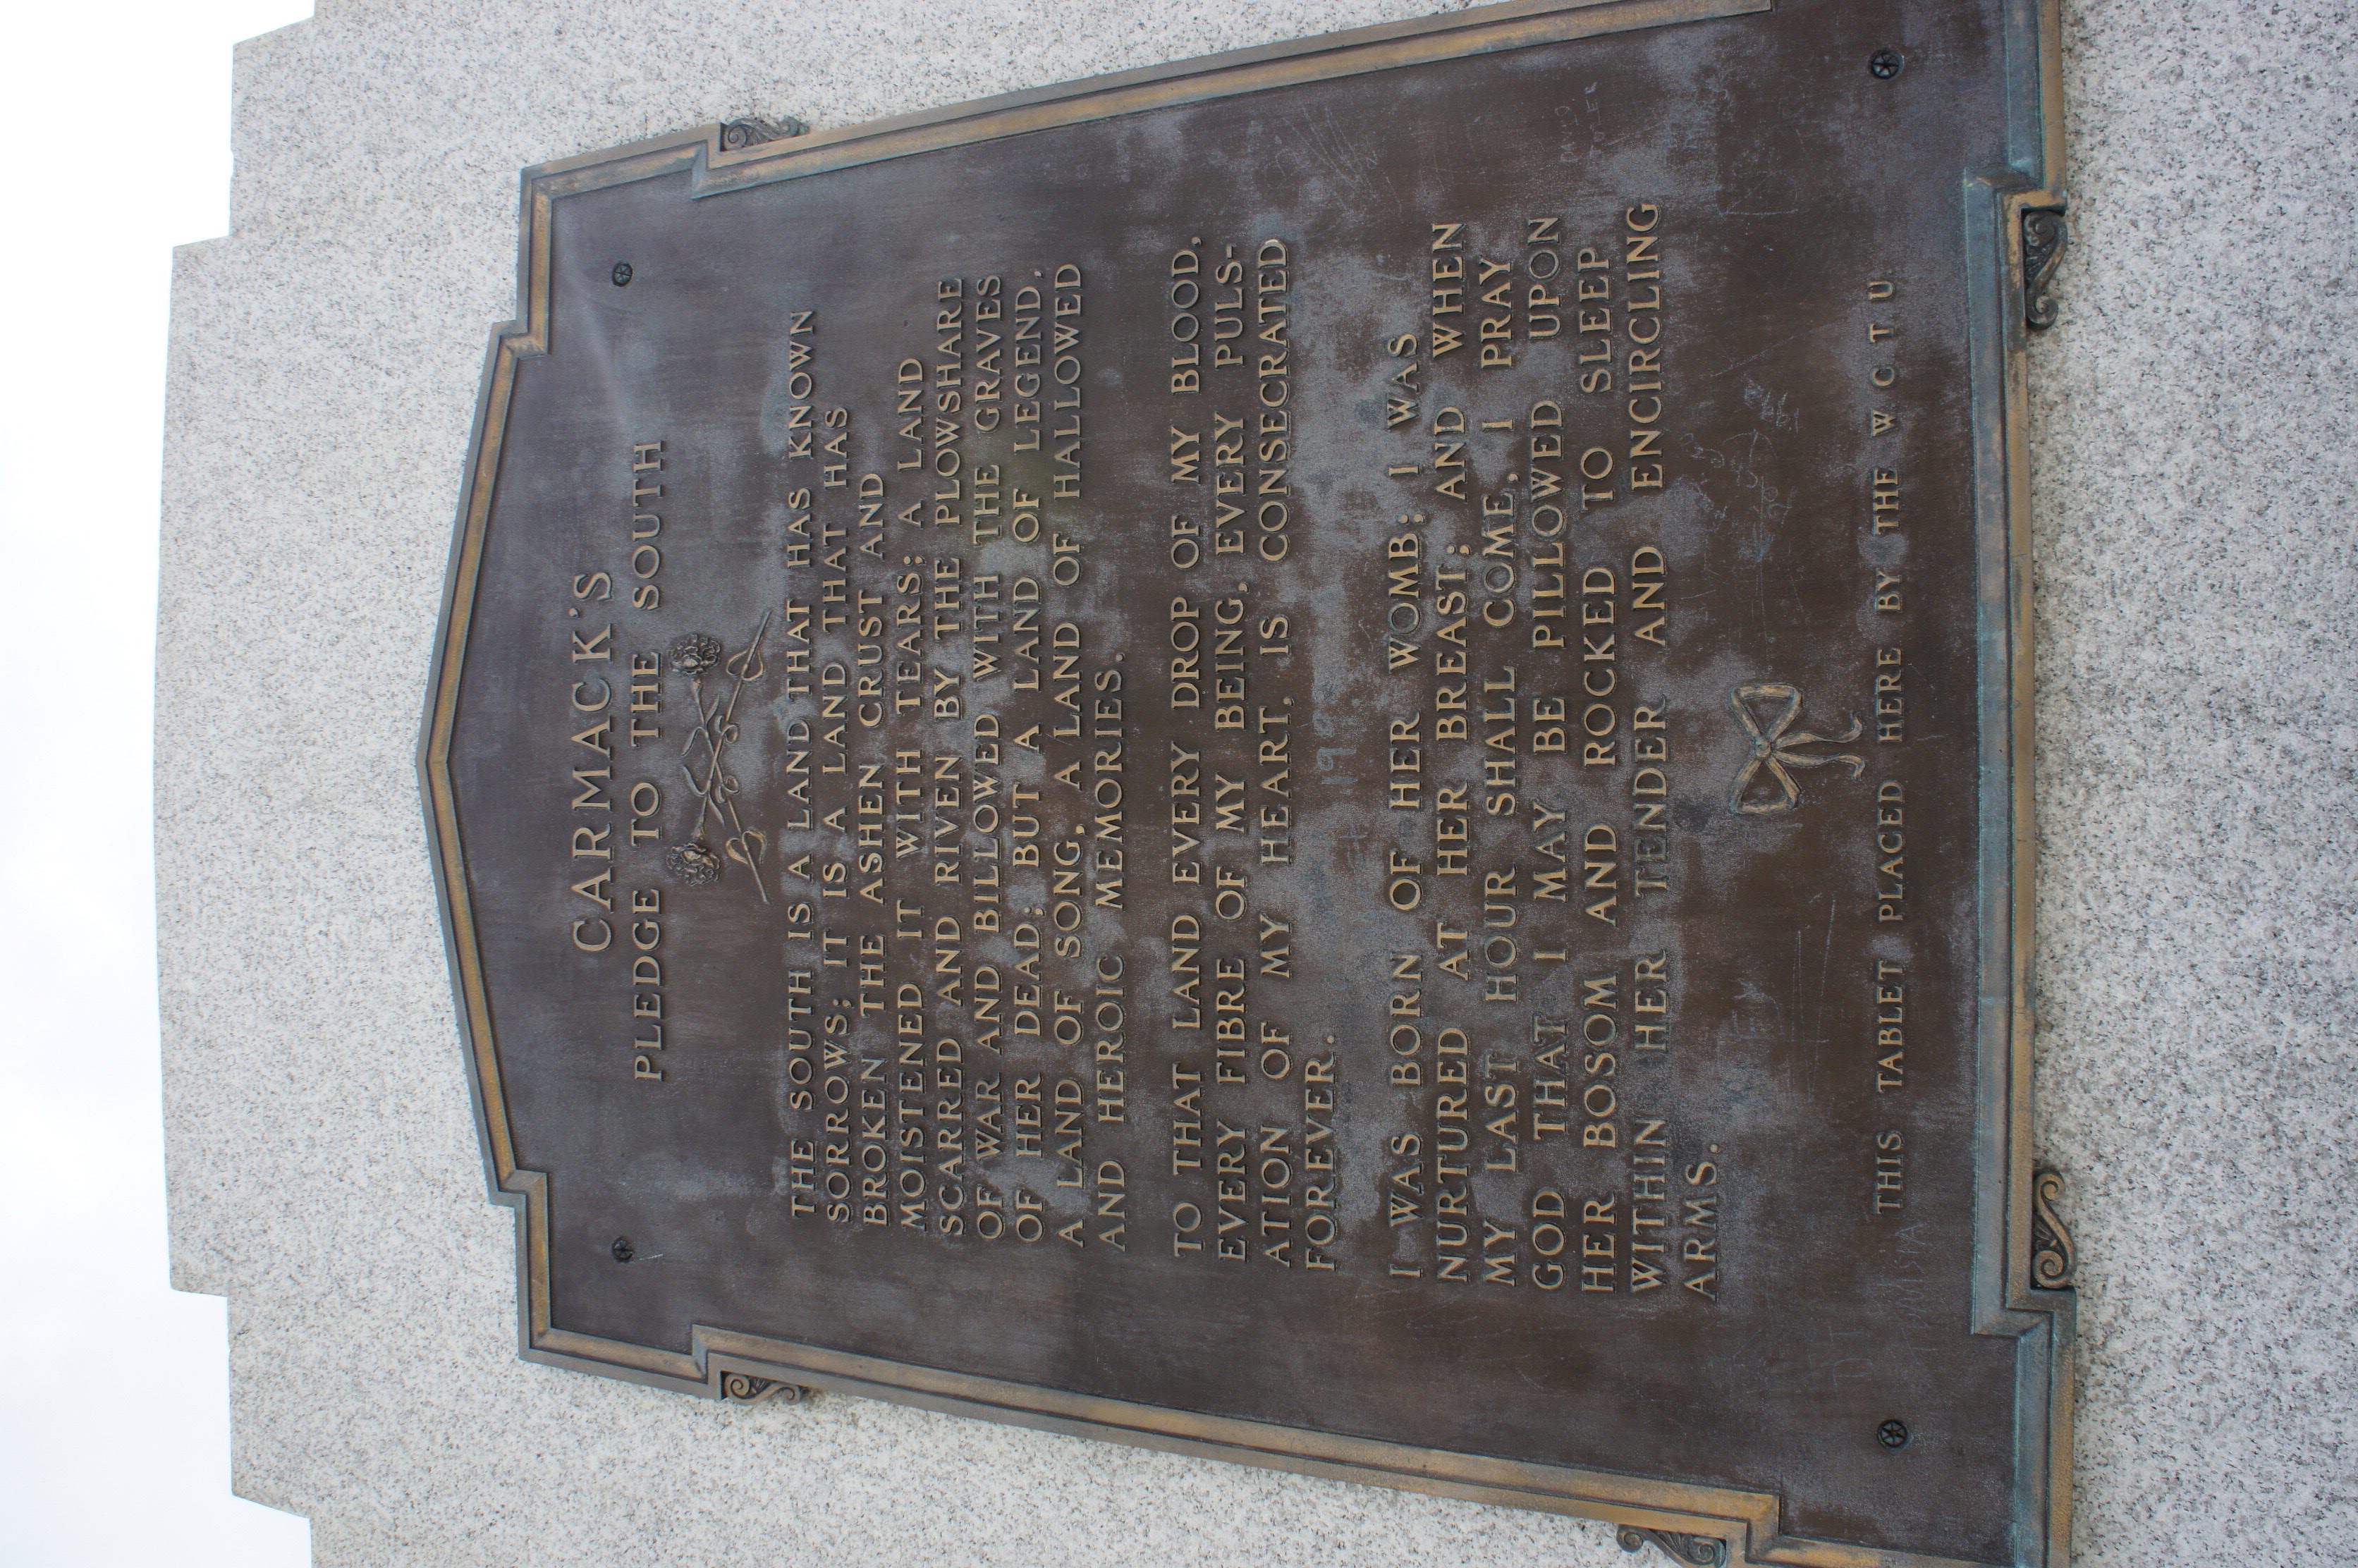 CARMACK'S
PLEDGE TO THE SOUTH
THE SOUTH IS A LAND THAT HAS KNOWN
SORROWS; IT IS A LAND THAT HAS
BROKEN THE ASHEN CRUST AND
MOISTENED IT WITH TEARS; A LAND
SCARRED AND RIVEN BY THE PLOWSHARE
OF WAR AND BILLOWED WITH THE GRAVES
OF HER DEAD; BUT A LAND OF LEGEND,
A LAND OF SONG, A LAND OF HALLOWED
AND HEROIC MEMORIES.
TO THAT LAND EVERY DROP OF MY BLOOD,
EVERY FIBRE OF MY BEING, EVERY PULS-
ATION OF MY HEART, IS CONSECRATED
FOREVER.
I WAS BORN OF HER WOMB; I WAS
NURTURED AT HER BREAST; AND WHEN
MY LAST HOUR SHALL COME, I PRAY
GOD THAT I MAY BE PILLOWED UPON
HER BOSOM AND ROCKED TO SLEEP
WITHIN HER TENDER AND ENCIRCLING
ARMS.
THIS TABLET PLACED HERE BY THE W C T U